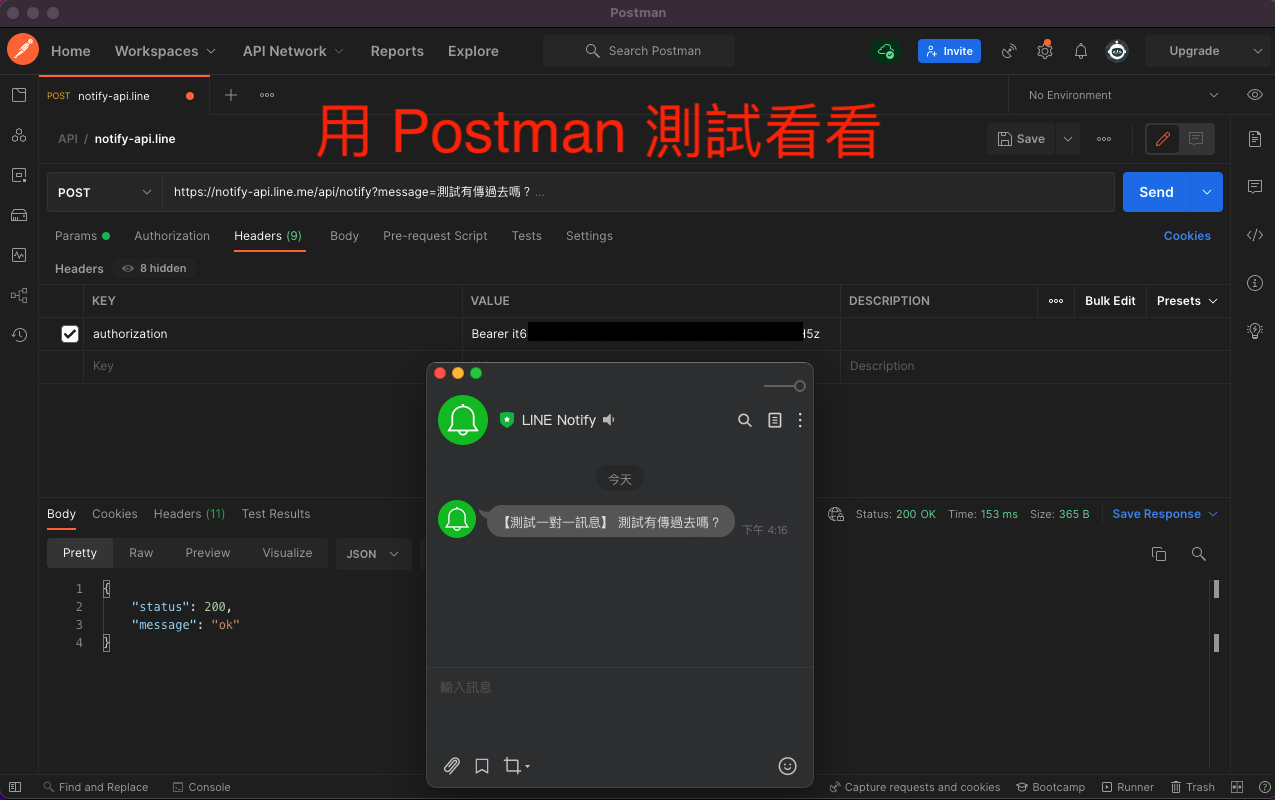 Postman
Home Workspaces API Network Reports Explore Search Postman Invite Upgrade
POST notify-api.line No Environment
用 Postman 測試看看
API / notify-api.line Save
POST https://notify-api.line.me/api/notify?message=測試有傳過去嗎？ ... Send
Params Authorization Headers (9) Body Pre-request Script Tests Settings Cookies
Headers 8 hidden
KEY VALUE DESCRIPTION Bulk Edit Presets
authorization Bearer it6 I5z
Key Description
LINE Notify
今天
【測試一對一訊息】 測試有傳過去嗎？ 下午 4:16
輸入訊息
Body Cookies Headers (11) Test Results Status: 200 OK Time: 153 ms Size: 365 B Save Response
Pretty Raw Preview Visualize JSON
1 {
2 "status": 200,
3 "message": "ok"
4 }
Find and Replace Console Capture requests and cookies Bootcamp Runner Trash